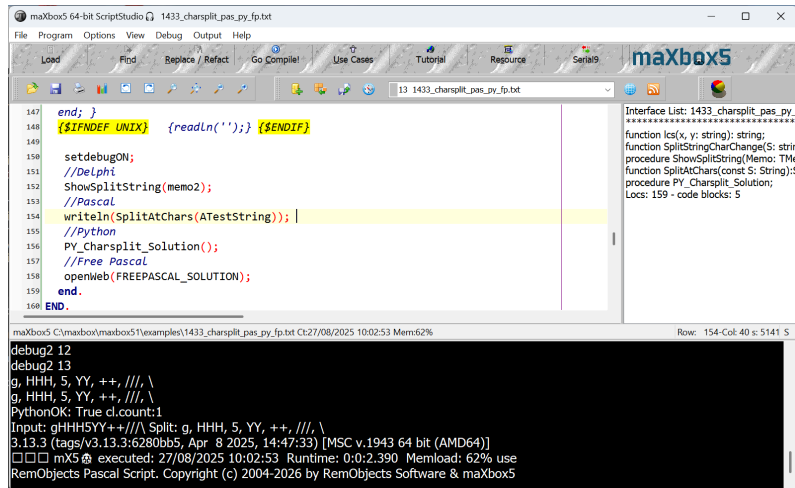 maXbox5 64-bit ScriptStudio 1433_charsplit_pas_py_fp.txt
File Program Options View Debug Output Help
Load Find Replace / Refact Go Compile! Use Cases Tutorial Resource Serial9 maXbox5
13 1433_charsplit_pas_py_fp.txt
147 end; }
148 {$IFNDEF UNIX} {readln('');} {$ENDIF}
149
150 setdebugON;
151 //Delphi
152 ShowSplitString(memo2);
153 //Pascal
154 writeln(SplitAtChars(ATestString));
155 //Python
156 PY_Charsplit_Solution();
157 //Free Pascal
158 openWeb(FREEPASCAL_SOLUTION);
159 end.
160 END.
Interface List: 1433_charsplit_pas_py_
******************************
function lcs(x, y: string): string;
function SplitStringCharChange(S: strin
procedure ShowSplitString(Memo: TMe
function SplitAtChars(const S: String):S
procedure PY_Charsplit_Solution;
Locs: 159 - code blocks: 5
maXbox5 C:\maxbox\maxbox51\examples\1433_charsplit_pas_py_fp.txt Ct:27/08/2025 10:02:53 Mem:62%
Row: 154-Col: 40 s: 5141 S
debug2 12
debug2 13
g, HHH, 5, YY, ++, ///, \
g, HHH, 5, YY, ++, ///, \
PythonOK: True cl.count:1
Input: gHHH5YY++///\ Split: g, HHH, 5, YY, ++, ///, \
3.13.3 (tags/v3.13.3:6280bb5, Apr 8 2025, 14:47:33) [MSC v.1943 64 bit (AMD64)]
□□□ mX5 executed: 27/08/2025 10:02:53 Runtime: 0:0:2.390 Memload: 62% use
RemObjects Pascal Script. Copyright (c) 2004-2026 by RemObjects Software & maXbox5